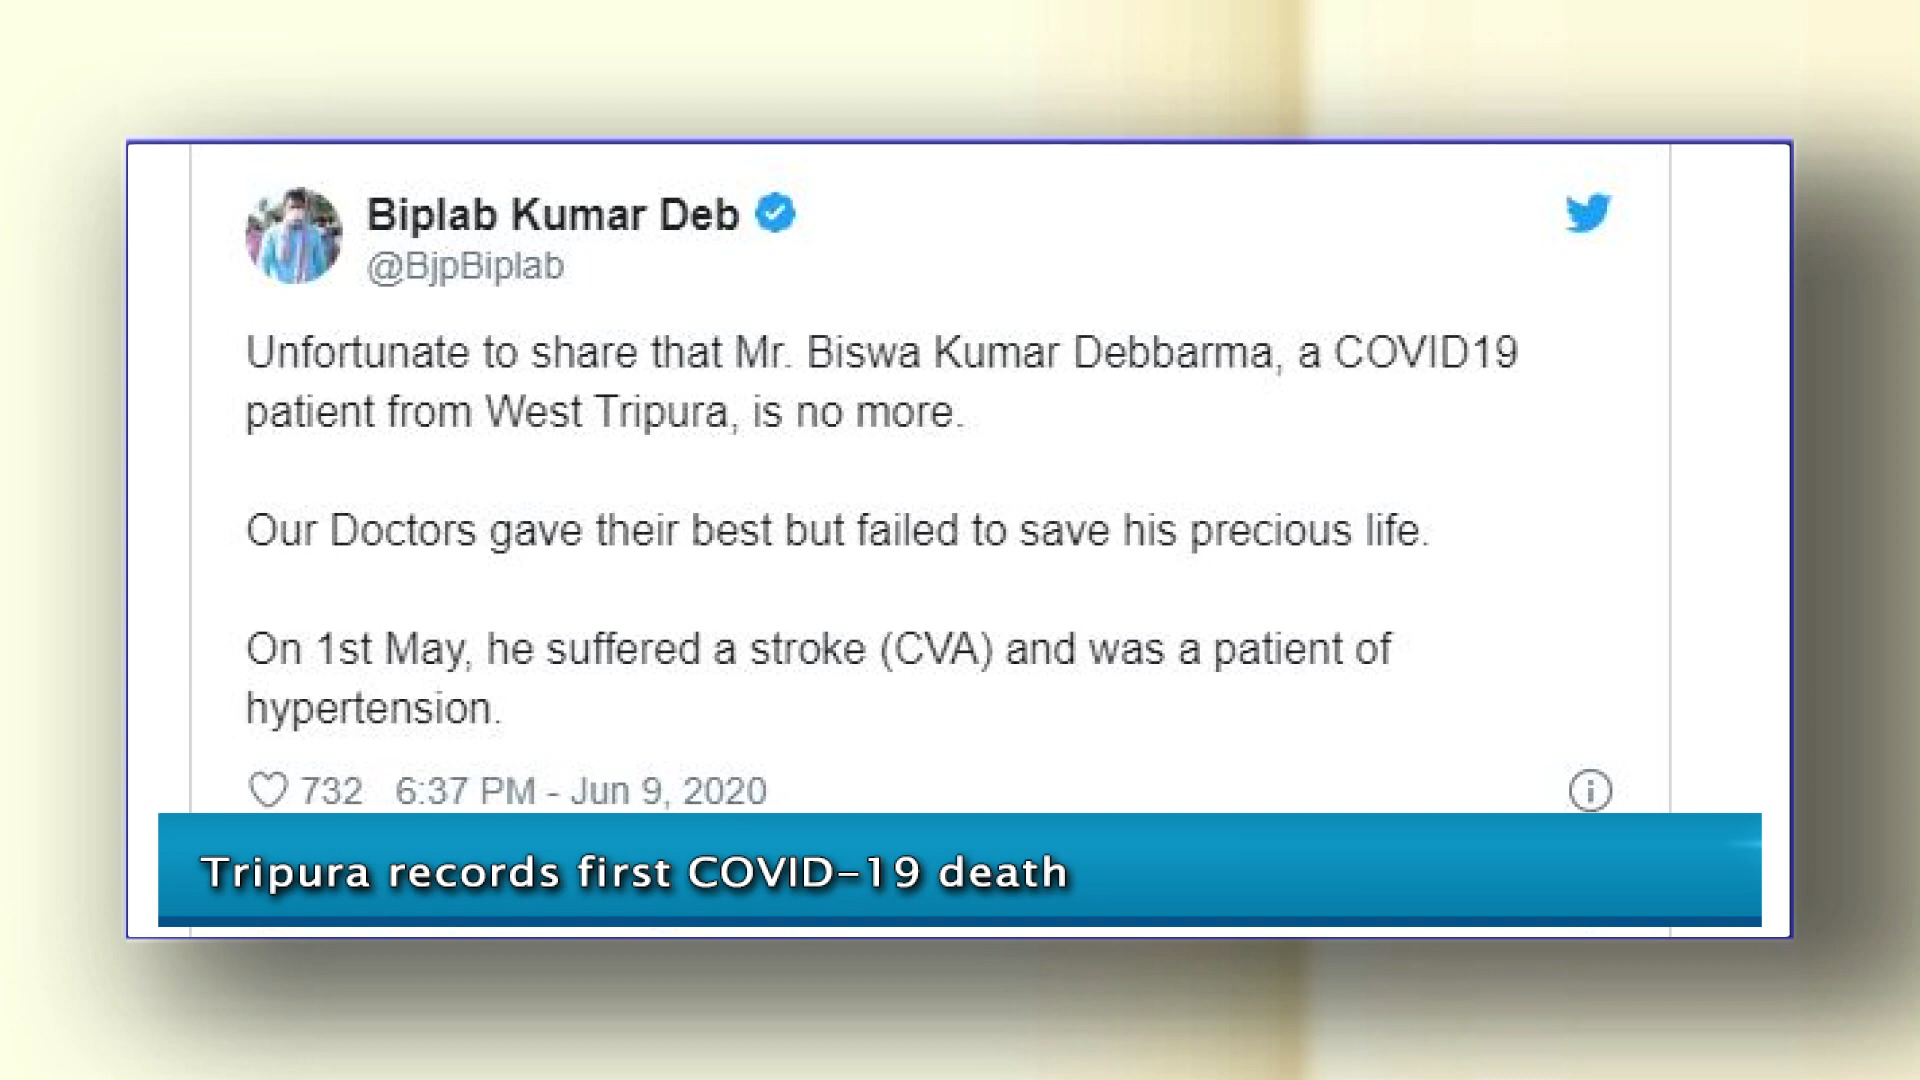 Biplab Kumar Deb
@BjpBiplab
Unfortunate to share that Mr. Biswa Kumar Debbarma, a COVID19
patient from West Tripura, is no more.
Our Doctors gave their best but failed to save his precious life.
On 1st May, he suffered a stroke (CVA) and was a patient of
hypertension.
732 6:37 PM - Jun 9, 2020
Tripura records first COVID-19 death